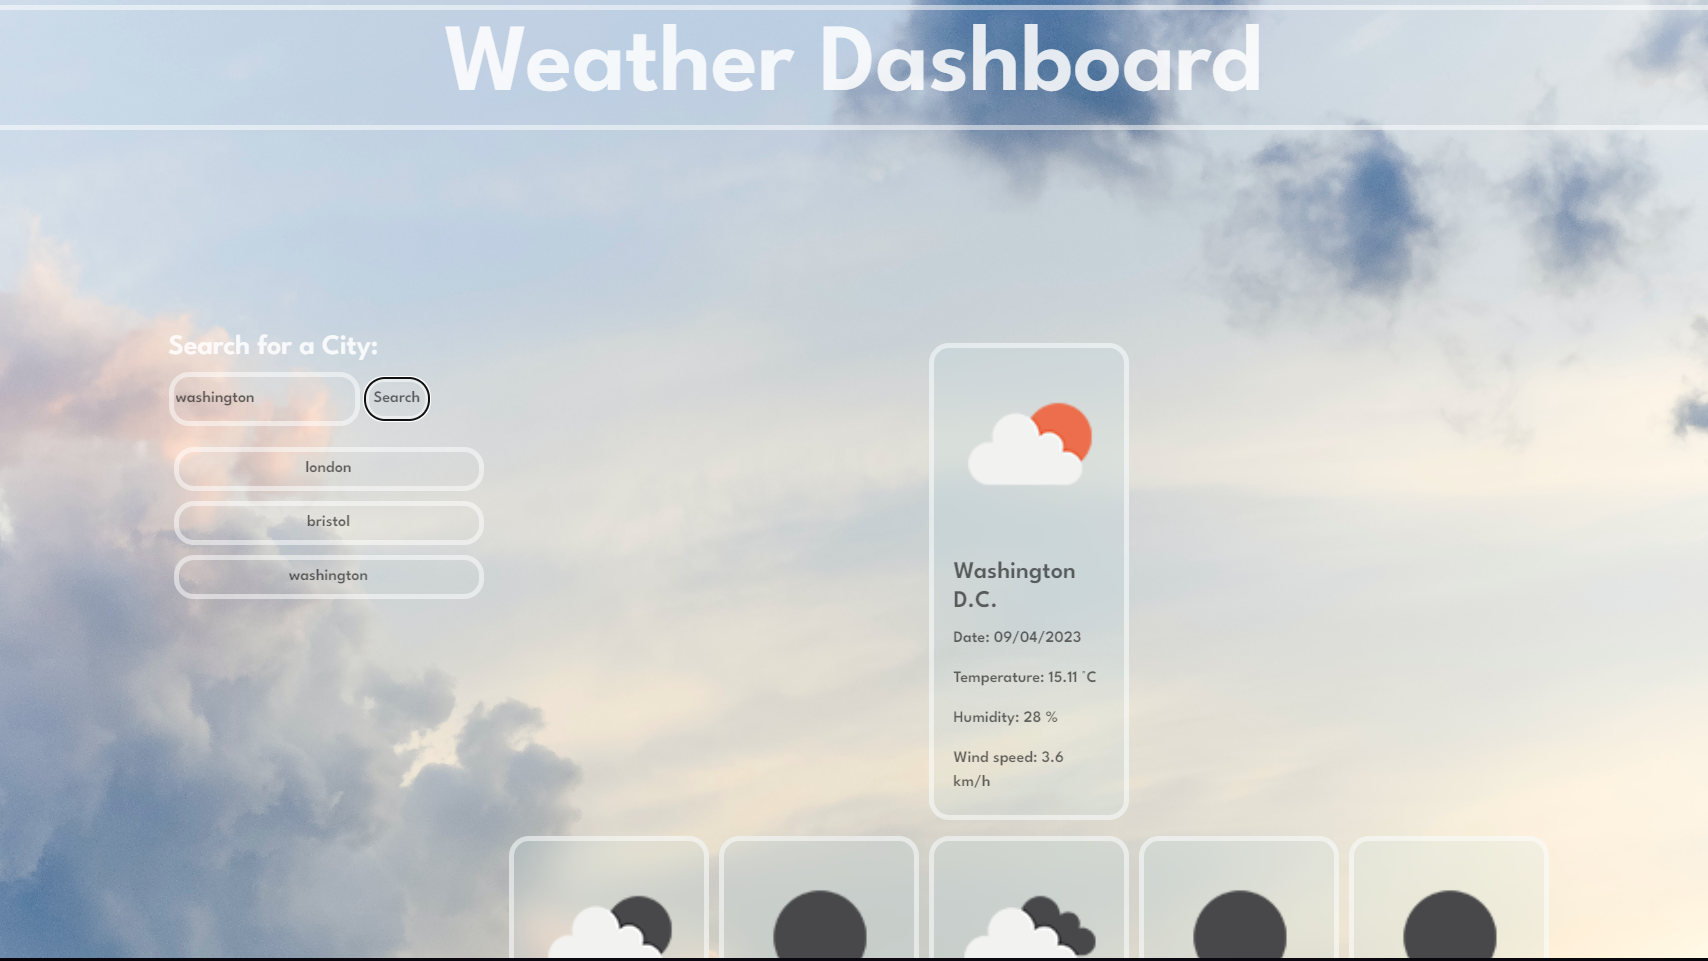 Weather Dashboard
Search for a City:
washington
Search
london
bristol
washington
Washington
D.C.
Date: 09/04/2023
Temperature: 15.11 °C
Humidity: 28 %
Wind speed: 3.6
km/h